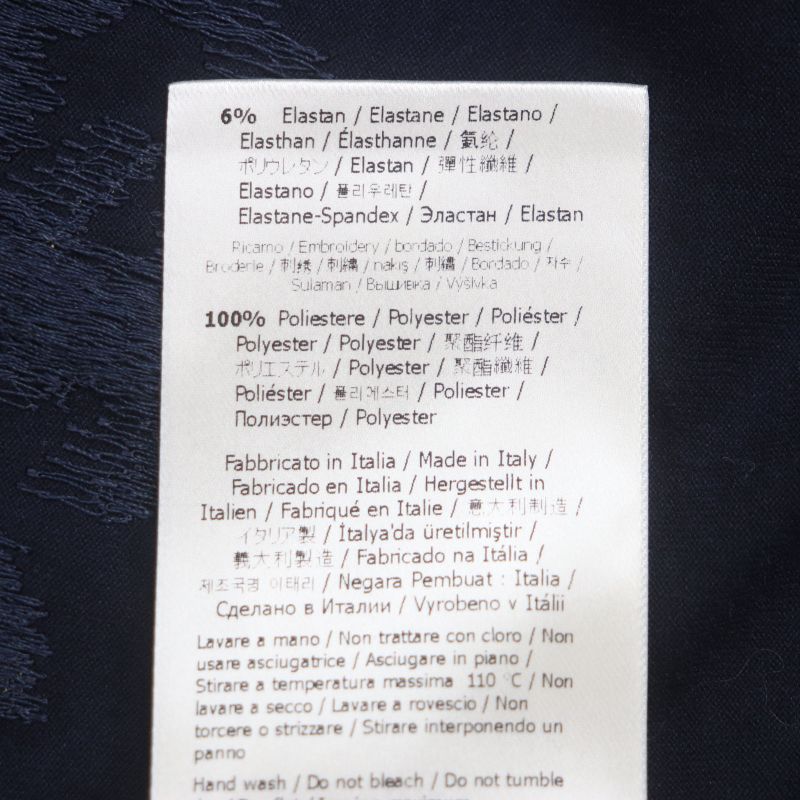 6% Elastan / Elastane / Elastano /
Elasthan / Élasthanne / 氨纶 /
ポリウレタン / Elastan / 彈性纖維 /
Elastano / 폴리우레탄 /
Elastane-Spandex / Эластан / Elastan
Ricamo / Embroidery / bordado / Bestickung /
Broderie / 刺绣 / 刺繍 / nakış / 刺繡 / Bordado / 자수 /
Sulaman / Вышивка / Výšivka
100% Poliestere / Polyester / Poliéster /
Polyester / Polyester / 聚酯纤维 /
ポリエステル / Polyester / 聚酯纖維 /
Poliéster / 폴리에스터 / Poliester /
Полиэстер / Polyester
Fabbricato in Italia / Made in Italy /
Fabricado en Italia / Hergestellt in
Italien / Fabriqué en Italie / 意大利制造 /
イタリア製 / İtalya'da üretilmiştir /
義大利製造 / Fabricado na Itália /
제조국명 이태리 / Negara Pembuat : Italia /
Сделано в Италии / Vyrobeno v Itálii
Lavare a mano / Non trattare con cloro / Non
usare asciugatrice / Asciugare in piano /
Stirare a temperatura massima 110 °C / Non
lavare a secco / Lavare a rovescio / Non
torcere o strizzare / Stirare interponendo un
panno
Hand wash / Do not bleach / Do not tumble